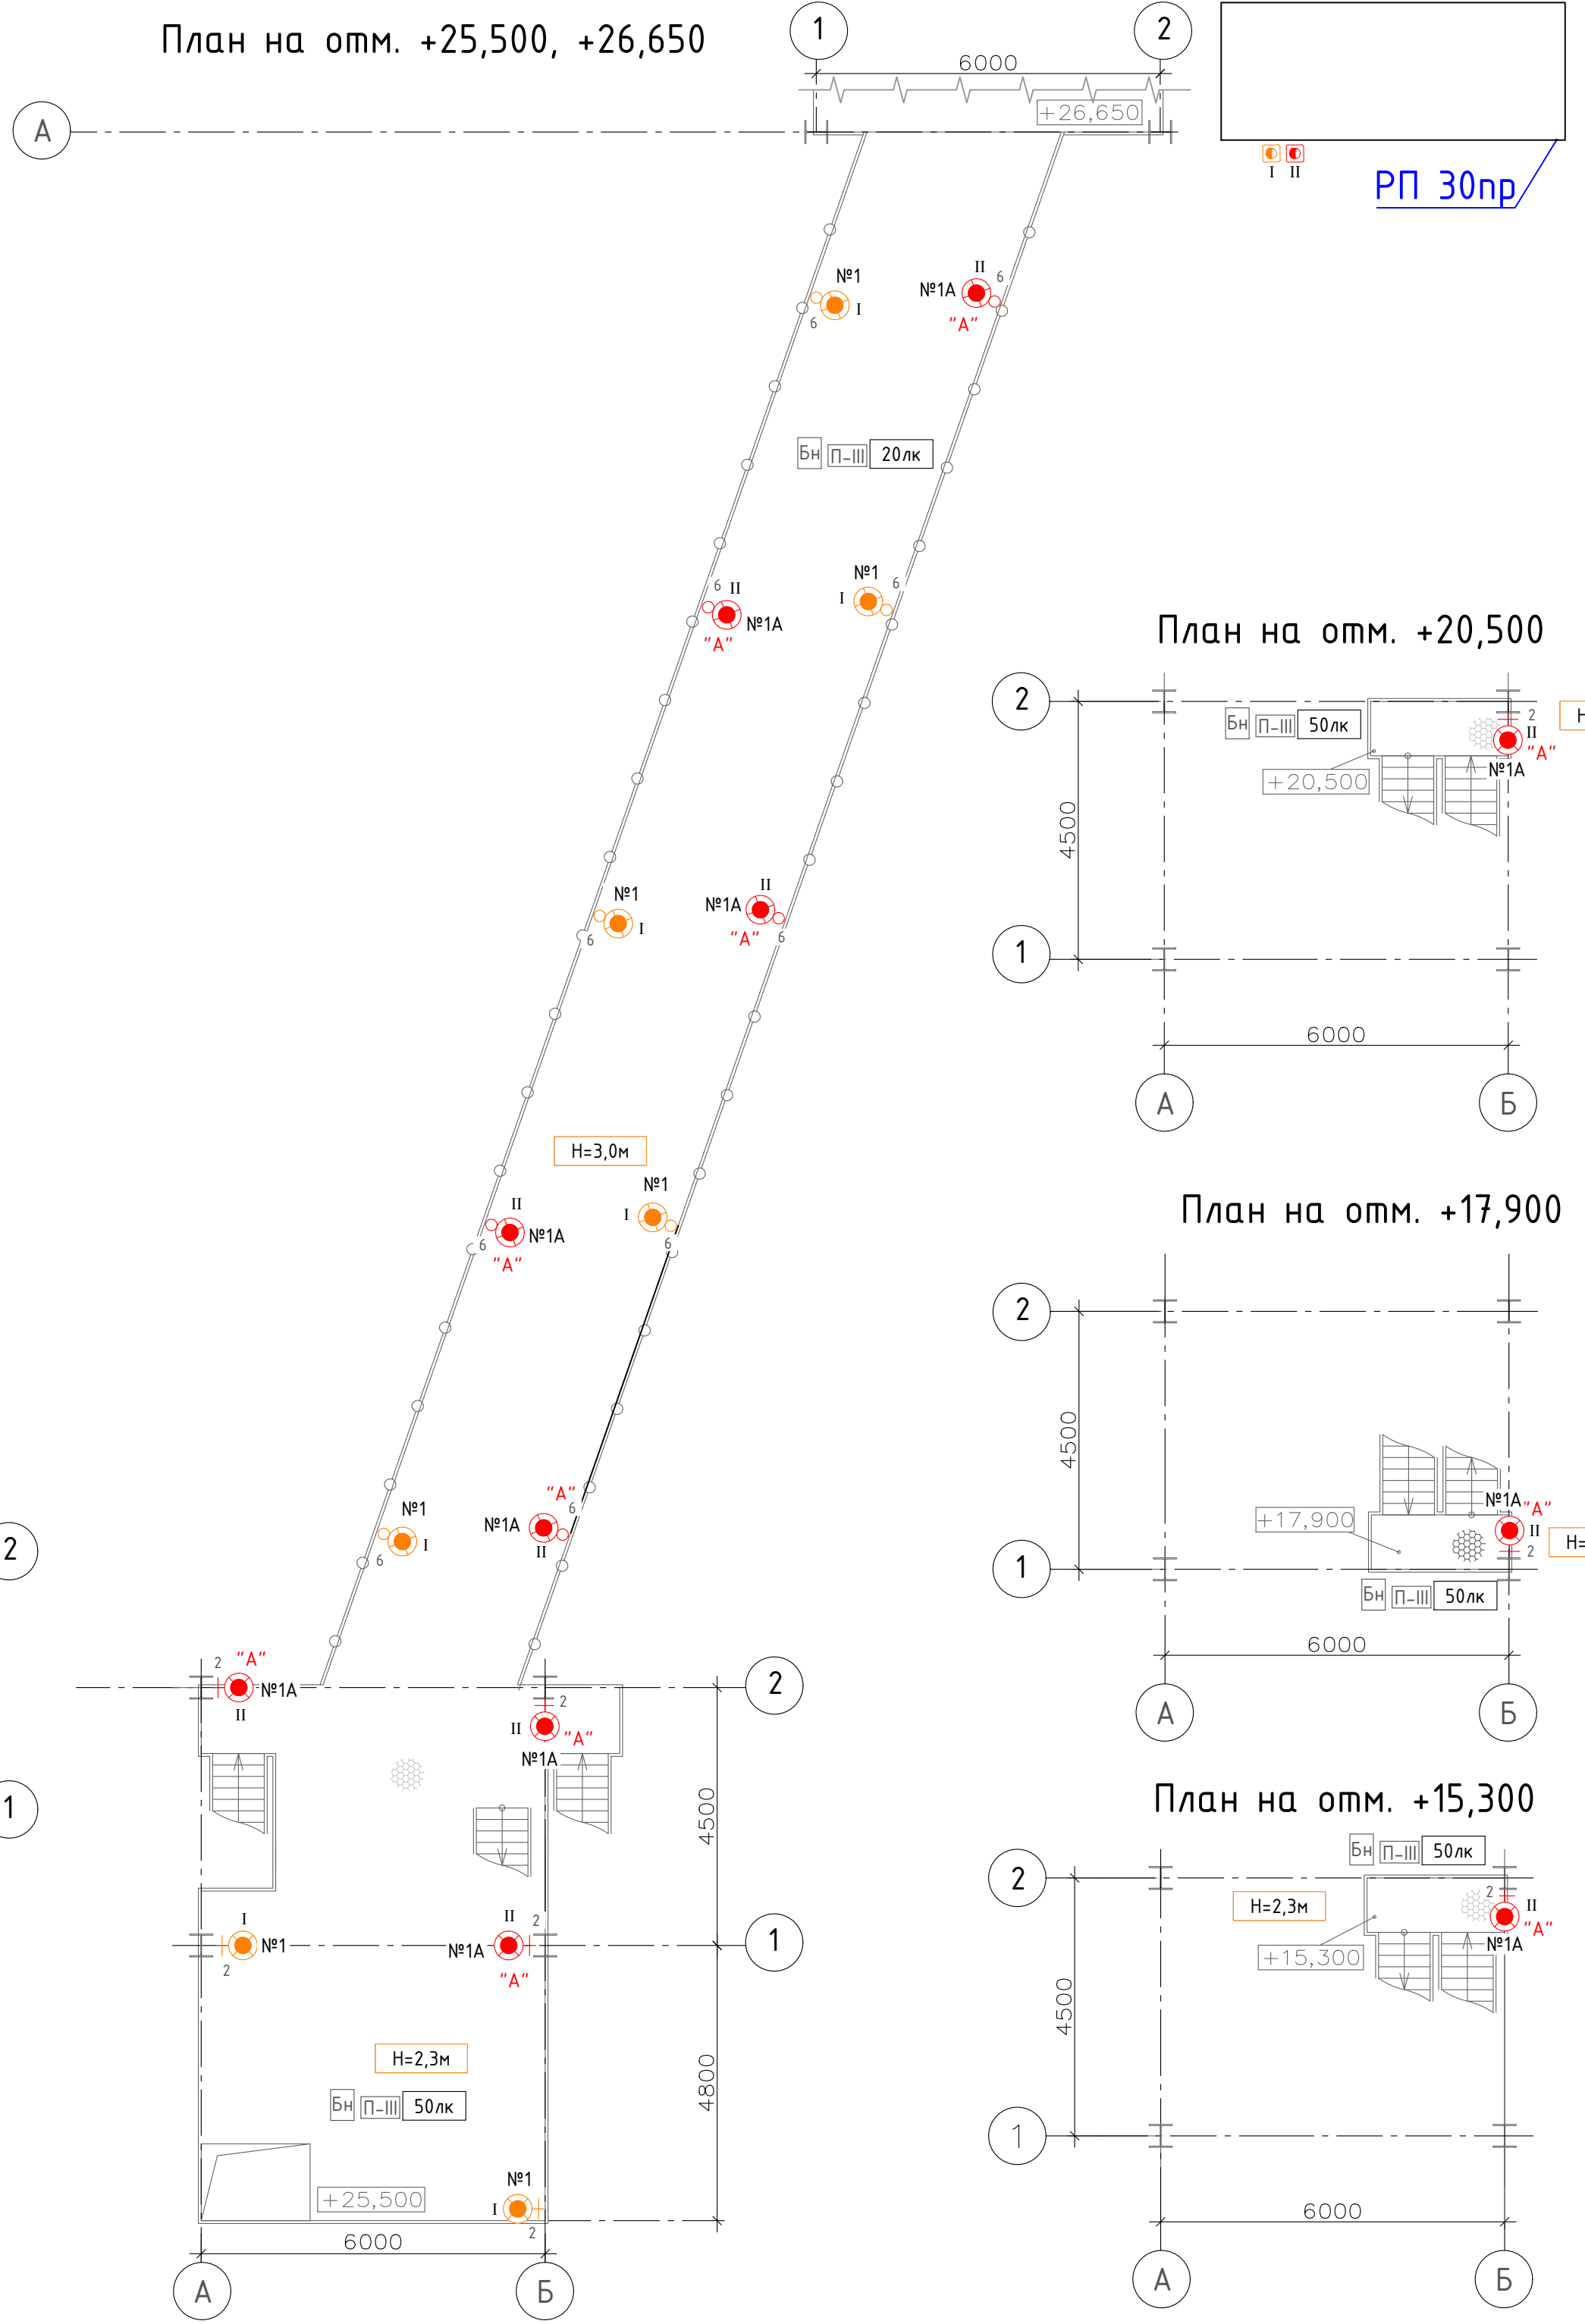 План на отм. +25,500, +26,650
1
2
6000
А
+26,650
I
II
РП 30пр
№1
I
6
II
6
№1А
"А"
Бн
П-III
20лк
6
II
№1А
"А"
№1
6
I
№1
6
I
II
№1А
"А"
6
Н=3,0м
II
6
№1А
"А"
№1
I
6
№1
6
I
"А"
6
№1А
II
2
1
2
"А"
№1А
II
2
2
II
"А"
№1А
4500
I
№1
2
II
2
№1А
"А"
1
Н=2,3м
Бн
П-III
50лк
4800
№1
I
2
+25,500
6000
А
Б
План на отм. +20,500
2
Бн
П-III
50лк
2
II
"А"
№1А
+20,500
4500
1
6000
А
Б
План на отм. +17,900
2
4500
№1А
"А"
+17,900
II
2
1
Бн
П-III
50лк
6000
А
Б
План на отм. +15,300
Бн
П-III
50лк
2
Н=2,3м
2
II
"А"
№1А
+15,300
4500
1
6000
А
Б